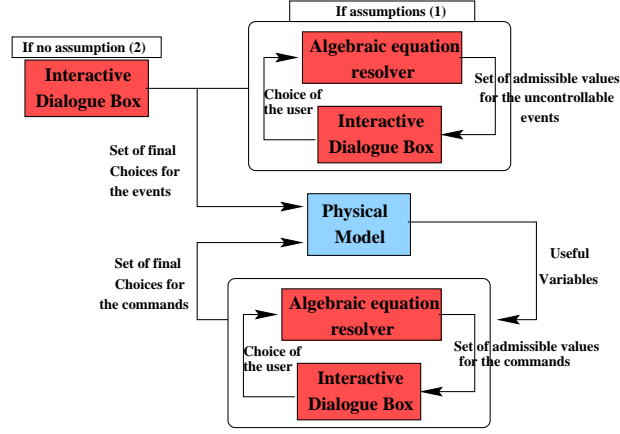 If assumptions (1)
If no assumption (2)
Interactive
Dialogue Box
Algebraic equation
resolver
Choice of
the user
Set of admissible values
for the uncontrollable
events
Interactive
Dialogue Box
Set of final
Choices for
the events
Physical
Model
Set of final
Choices for
the commands
Useful
Variables
Algebraic equation
resolver
Choice of
the user
Set of admissible values
for the commands
Interactive
Dialogue Box